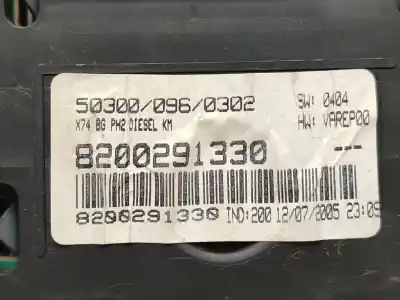 50300/096/0302 SW: 0404
X74 BG PH2 DIESEL KM HW: VAREP00
8200291330 ---
8200291330 IND:200 12/07/2005 23:09